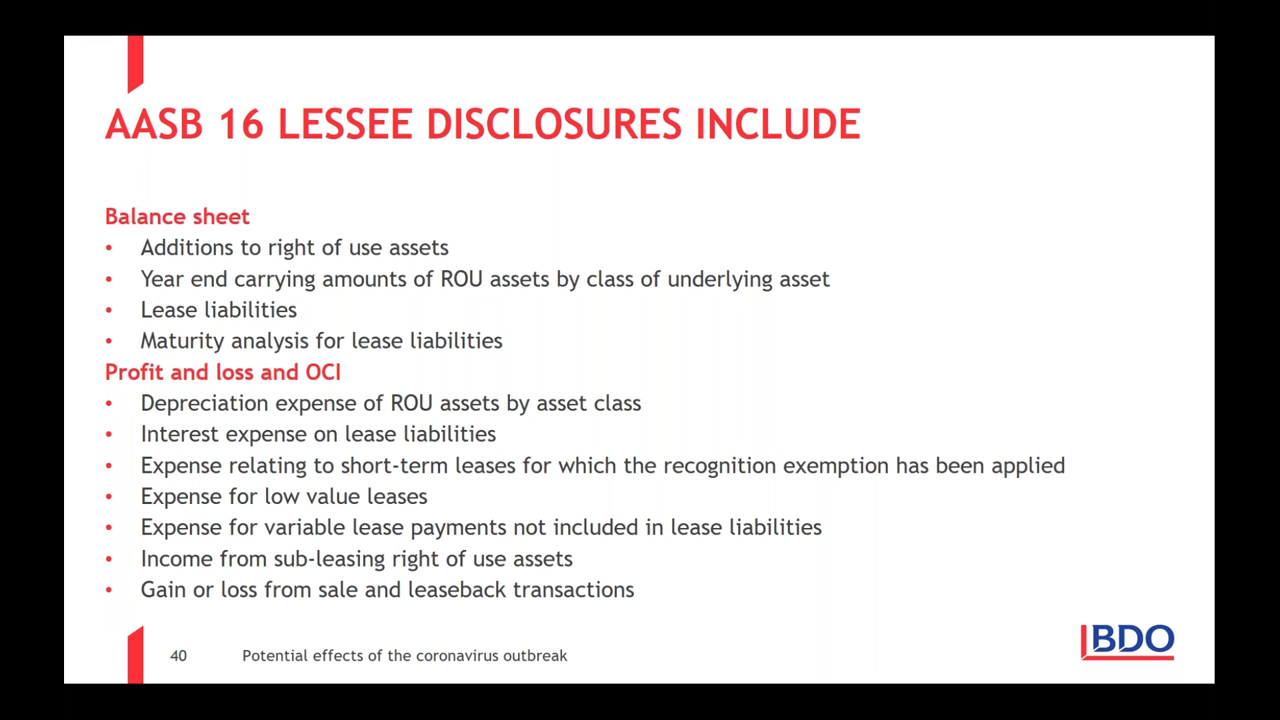 AASB 16 LESSEE DISCLOSURES INCLUDE
Balance sheet
• Additions to right of use assets
• Year end carrying amounts of ROU assets by class of underlying asset
• Lease liabilities
• Maturity analysis for lease liabilities
Profit and loss and OCI
• Depreciation expense of ROU assets by asset class
• Interest expense on lease liabilities
• Expense relating to short-term leases for which the recognition exemption has been applied
• Expense for low value leases
• Expense for variable lease payments not included in lease liabilities
• Income from sub-leasing right of use assets
• Gain or loss from sale and leaseback transactions
40 Potential effects of the coronavirus outbreak
BDO